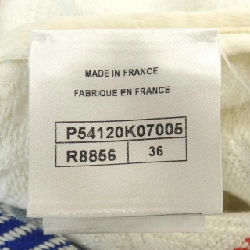 MADE IN FRANCE
FABRIQUE EN FRANCE
P54120K07005
R8856 36